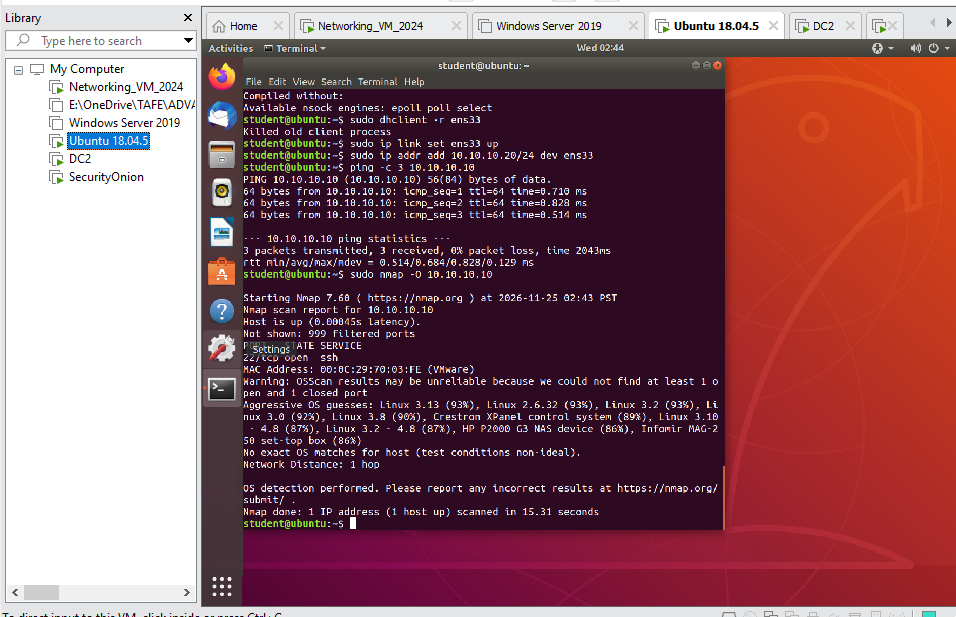 Library
Type here to search
My Computer
Networking_VM_2024
E:\OneDrive\TAFE\ADVA
Windows Server 2019
Ubuntu 18.04.5
DC2
SecurityOnion
Home
Networking_VM_2024
Windows Server 2019
Ubuntu 18.04.5
DC2
Activities
Terminal
Wed 02:44
student@ubuntu: ~
File Edit View Search Terminal Help
Compiled without:
Available nsock engines: epoll poll select
student@ubuntu:~$ sudo dhclient -r ens33
Killed old client process
student@ubuntu:~$ sudo ip link set ens33 up
student@ubuntu:~$ sudo ip addr add 10.10.10.20/24 dev ens33
student@ubuntu:~$ ping -c 3 10.10.10.10
PING 10.10.10.10 (10.10.10.10) 56(84) bytes of data.
64 bytes from 10.10.10.10: icmp_seq=1 ttl=64 time=0.710 ms
64 bytes from 10.10.10.10: icmp_seq=2 ttl=64 time=0.828 ms
64 bytes from 10.10.10.10: icmp_seq=3 ttl=64 time=0.514 ms
--- 10.10.10.10 ping statistics ---
3 packets transmitted, 3 received, 0% packet loss, time 2043ms
rtt min/avg/max/mdev = 0.514/0.684/0.828/0.129 ms
student@ubuntu:~$ sudo nmap -O 10.10.10.10
Starting Nmap 7.60 ( https://nmap.org ) at 2026-11-25 02:43 PST
Nmap scan report for 10.10.10.10
Host is up (0.00045s latency).
Not shown: 999 filtered ports
STATE SERVICE
Settings
22/tcp open  ssh
MAC Address: 00:0C:29:70:03:FE (VMware)
Warning: OSScan results may be unreliable because we could not find at least 1 o
pen and 1 closed port
Aggressive OS guesses: Linux 3.13 (93%), Linux 2.6.32 (93%), Linux 3.2 (93%), Li
nux 3.0 (92%), Linux 3.8 (90%), Crestron XPanel control system (89%), Linux 3.10
- 4.8 (87%), Linux 3.2 - 4.8 (87%), HP P2000 G3 NAS device (86%), Infomir MAG-2
50 set-top box (86%)
No exact OS matches for host (test conditions non-ideal).
Network Distance: 1 hop
OS detection performed. Please report any incorrect results at https://nmap.org/
submit/ .
Nmap done: 1 IP address (1 host up) scanned in 15.31 seconds
student@ubuntu:~$
To direct input to this VM, click inside or press Ctrl+G.